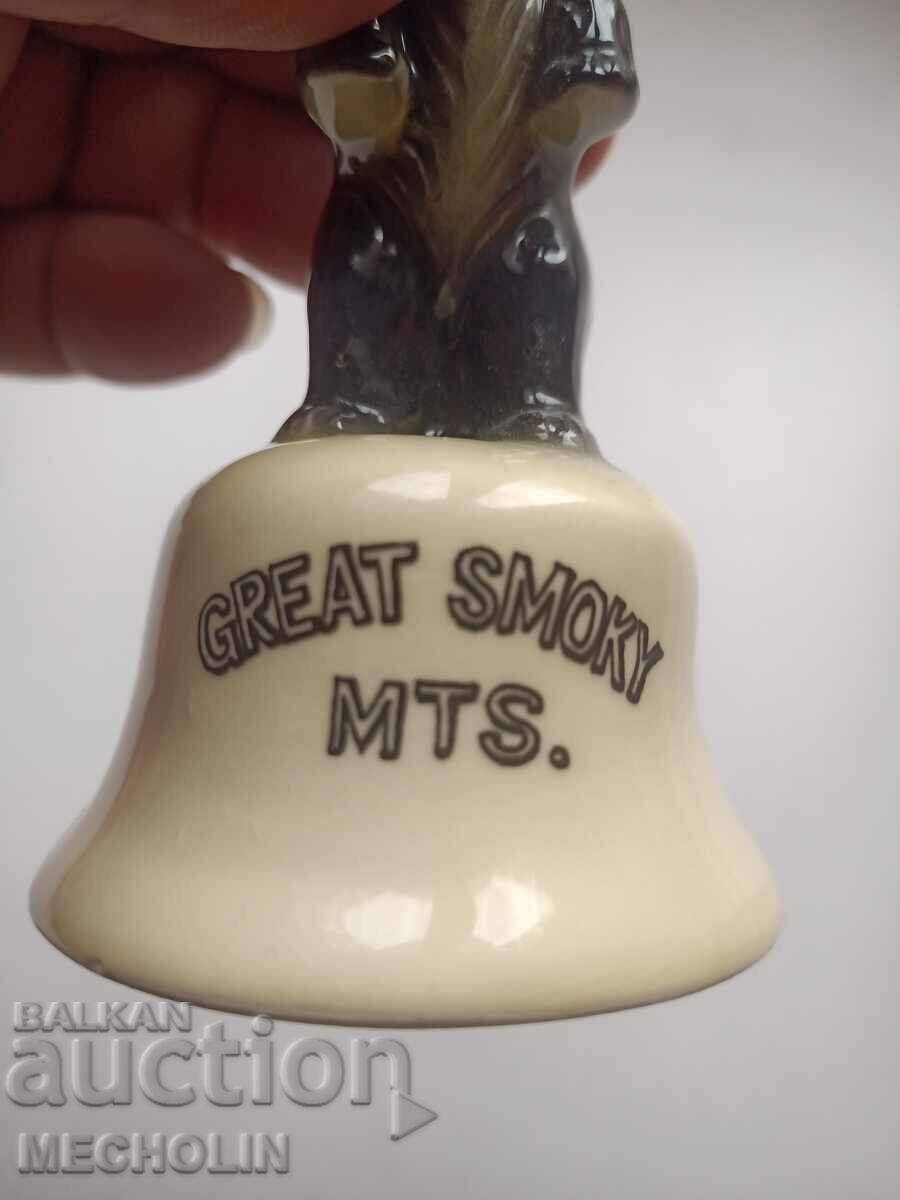 GREAT SMOKY
MTS.
BALKAN
auction
MECHOLIN